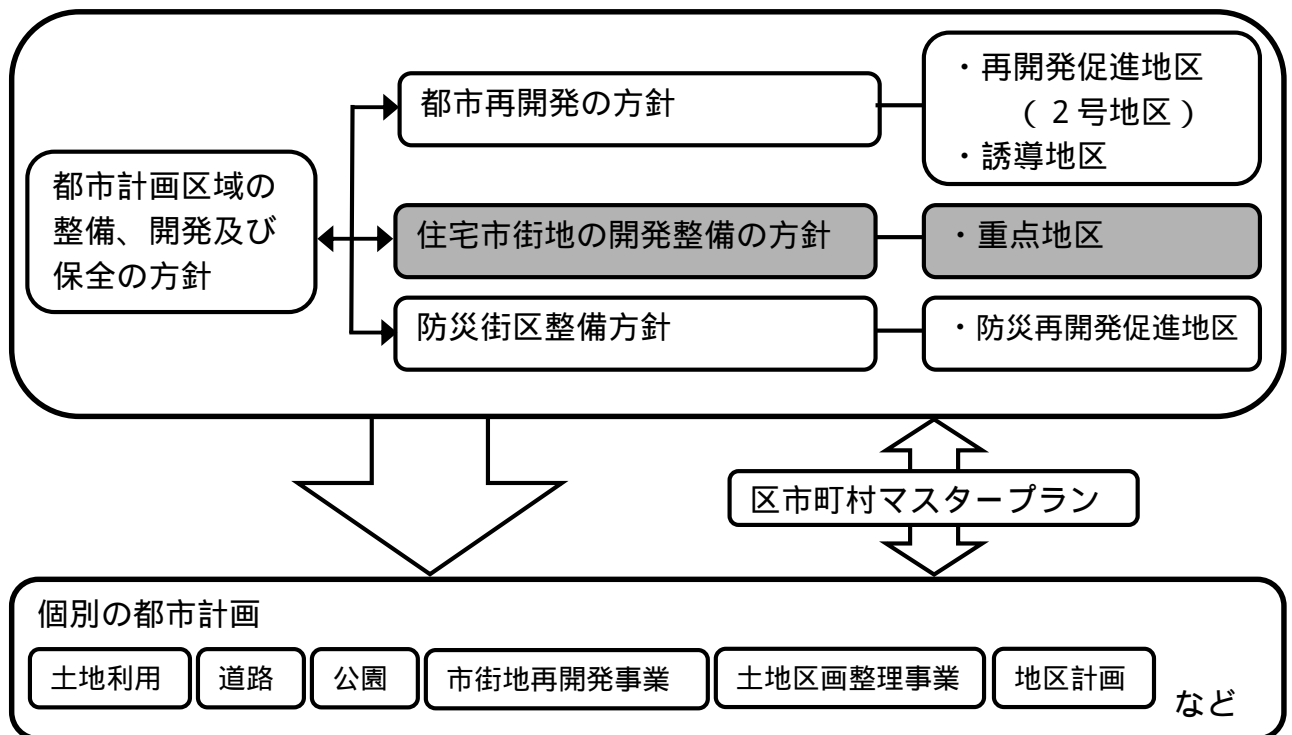 都市計画区域の
整備、開発及び
保全の方針
都市再開発の方針
・再開発促進地区
（２号地区）
・誘導地区
住宅市街地の開発整備の方針
・重点地区
防災街区整備方針
・防災再開発促進地区
区市町村マスタープラン
個別の都市計画
土地利用
道路
公園
市街地再開発事業
土地区画整理事業
地区計画
など